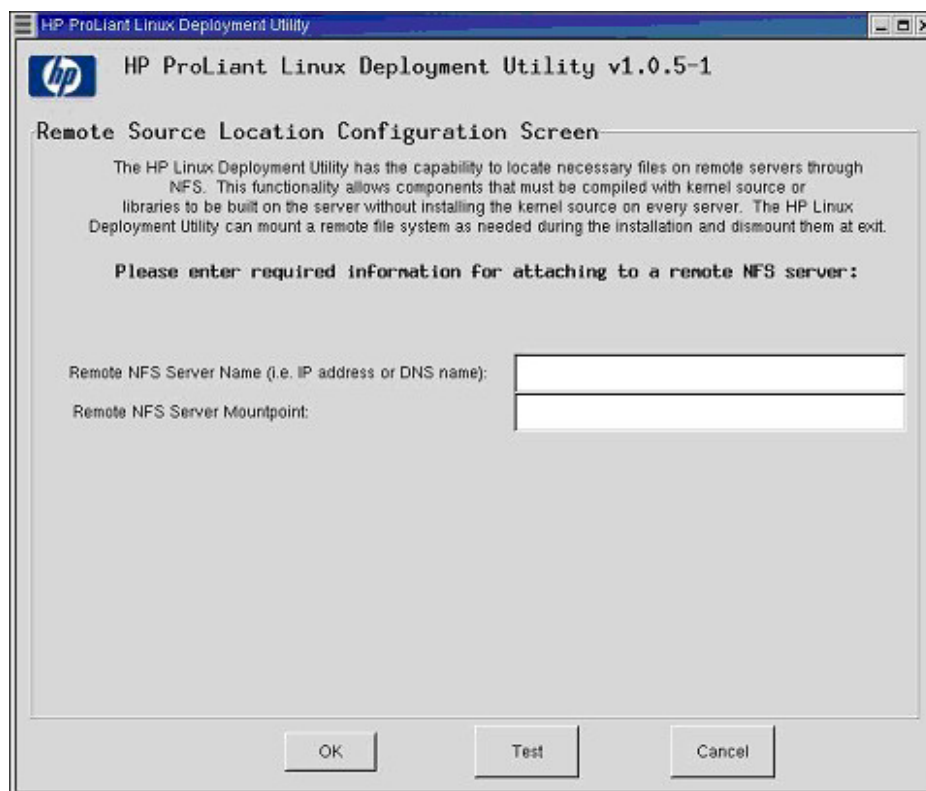 HP ProLiant Linux Deployment Utility
hp
HP ProLiant Linux Deployment Utility v1.0.5-1
Remote Source Location Configuration Screen
The HP Linux Deployment Utility has the capability to locate necessary files on remote servers through
NFS. This functionality allows components that must be compiled with kernel source or
libraries to be built on the server without installing the kernel source on every server. The HP Linux
Deployment Utility can mount a remote file system as needed during the installation and dismount them at exit.
Please enter required information for attaching to a remote NFS server:
Remote NFS Server Name (i.e. IP address or DNS name):
Remote NFS Server Mountpoint:
OK Test Cancel